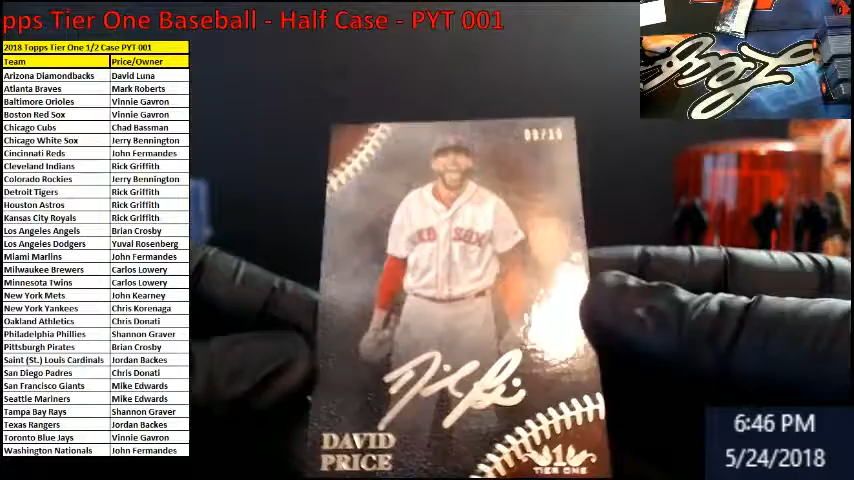 pps Tier One Baseball - Half Case - PYT 001
2018 Topps Tier One 1/2 Case PYT 001
Team Price/Owner
Arizona Diamondbacks David Luna
Atlanta Braves Mark Roberts
Baltimore Orioles Vinnie Gavron
Boston Red Sox Vinnie Gavron
Chicago Cubs Chad Bassman
Chicago White Sox Jerry Bennington
Cincinnati Reds John Fernandes
Cleveland Indians Rick Griffith
Colorado Rockies Jerry Bennington
Detroit Tigers Rick Griffith
Houston Astros Rick Griffith
Kansas City Royals Rick Griffith
Los Angeles Angels Brian Crosby
Los Angeles Dodgers Yuval Rosenberg
Miami Marlins John Fernandes
Milwaukee Brewers Carlos Lowery
Minnesota Twins Carlos Lowery
New York Mets John Kearney
New York Yankees Chris Korenaga
Oakland Athletics Chris Donati
Philadelphia Phillies Shannon Graver
Pittsburgh Pirates Brian Crosby
Saint (St.) Louis Cardinals Jordan Backes
San Diego Padres Chris Donati
San Francisco Giants Mike Edwards
Seattle Mariners Mike Edwards
Tampa Bay Rays Shannon Graver
Texas Rangers Jordan Backes
Toronto Blue Jays Vinnie Gavron
Washington Nationals John Fernandes
RED SOX
DAVID
PRICE
1
TIER ONE
6:46 PM
5/24/2018